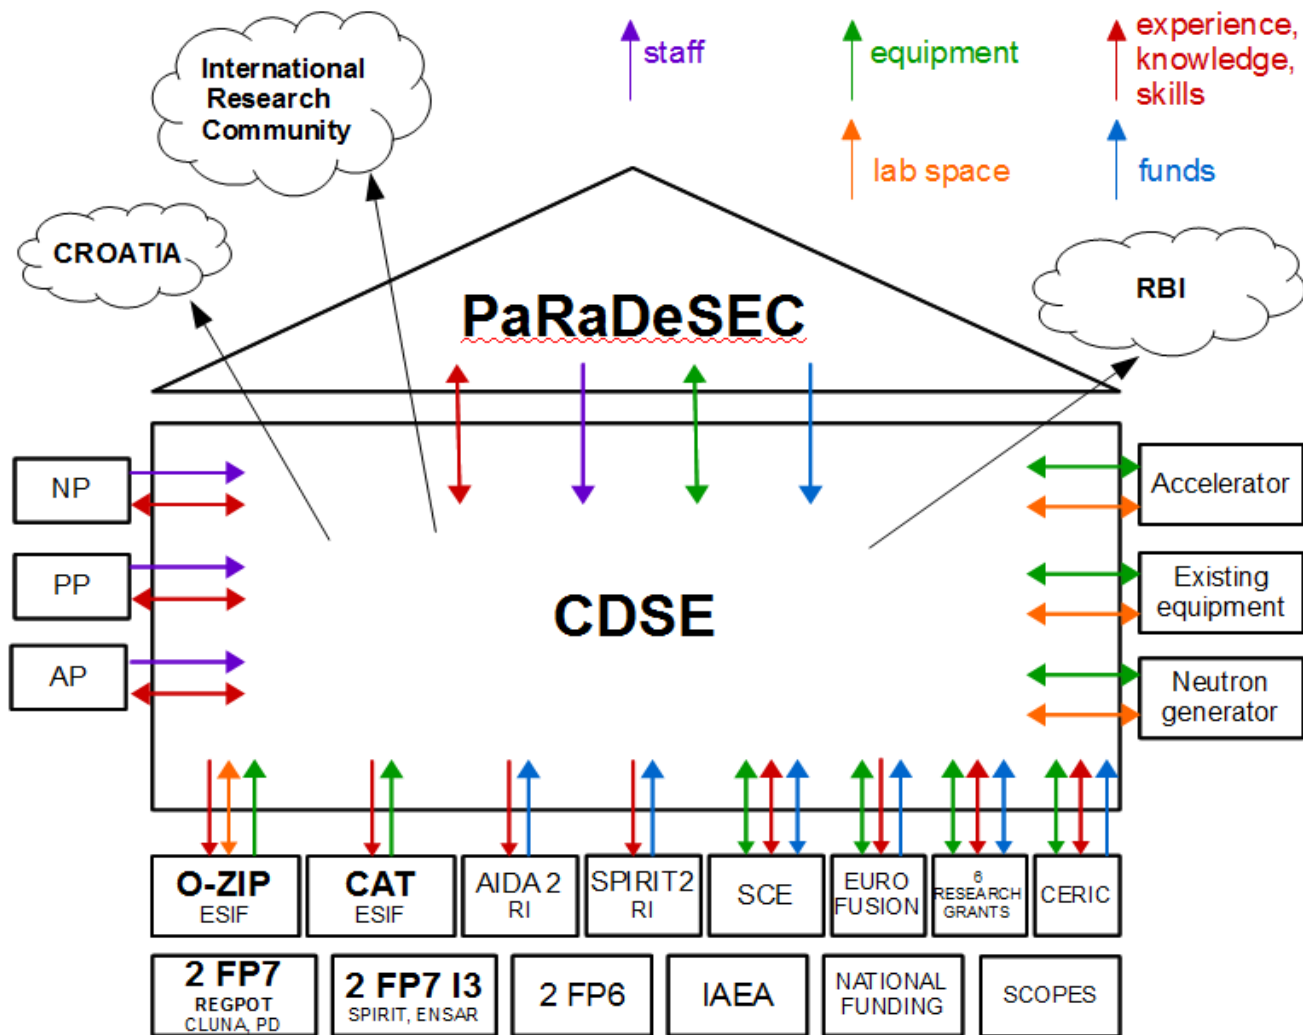 International
Research
Community
staff
equipment
experience,
knowledge,
skills
lab space
funds
CROATIA
RBI
PaRaDeSEC
NP
PP
AP
CDSE
Accelerator
Existing
equipment
Neutron
generator
O-ZIP
ESIF
CAT
ESIF
AIDA 2
RI
SPIRIT2
RI
SCE
EURO
FUSION
6
RESEARCH
GRANTS
CERIC
2 FP7
REGPOT
CLUNA, PD
2 FP7 I3
SPIRIT, ENSAR
2 FP6
IAEA
NATIONAL
FUNDING
SCOPES